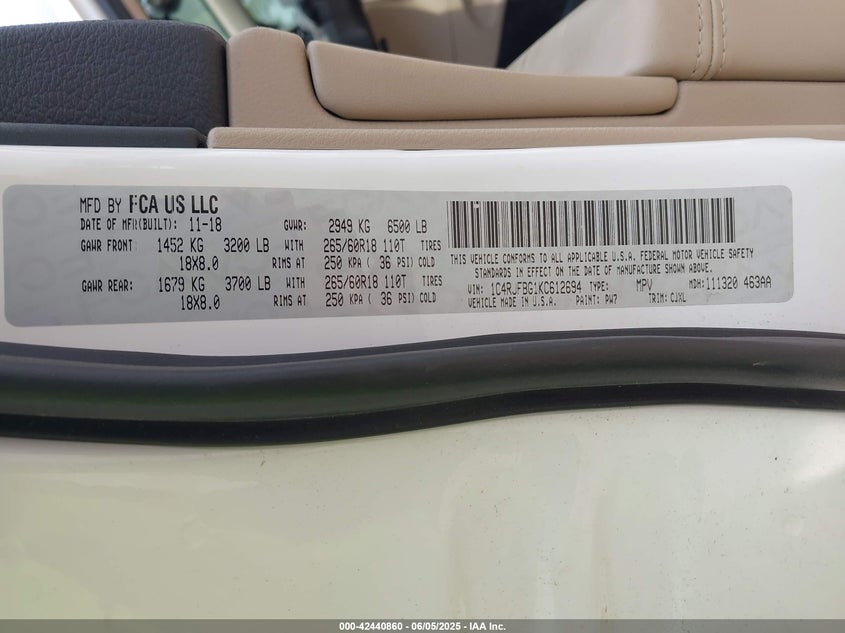 MFD BY FCA US LLC
DATE OF MFR(BUILT): 11-18 GVWR: 2949 KG 6500 LB
GAWR FRONT: 1452 KG 3200 LB WITH 265/60R18 110T TIRES
18X8.0 RIMS AT 250 KPA ( 36 PSI) COLD
GAWR REAR: 1679 KG 3700 LB WITH 265/60R18 110T TIRES
18X8.0 RIMS AT 250 KPA ( 36 PSI) COLD
THIS VEHICLE CONFORMS TO ALL APPLICABLE U.S.A. FEDERAL MOTOR VEHICLE SAFETY
STANDARDS IN EFFECT ON THE DATE OF MANUFACTURE SHOWN ABOVE.
VIN: 1C4RJFBG1KC612694 TYPE: MPV MDH: 111320 463AA
VEHICLE MADE IN U.S.A. PAINT: PW7 TRIM: CJXL
000-42440860 - 06/05/2025 - IAA Inc.